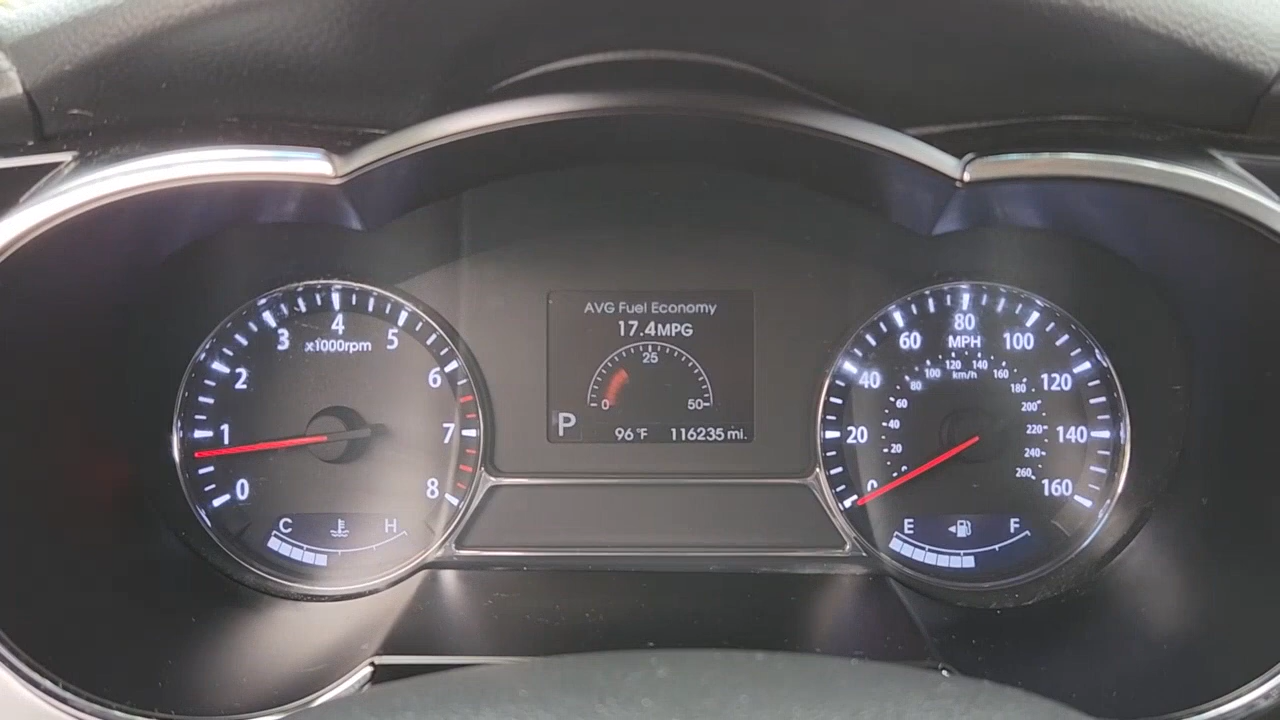 AVG Fuel Economy
17.4MPG
25
0 50
P 96°F 116235 mi.
0 1 2 3 4 5 6 7 8
x1000rpm
C H
0 20 40 60 80 100 120 140 160
MPH
0 20 40 60 80 100 120 140 160 180 200 220 240 260
km/h
E F